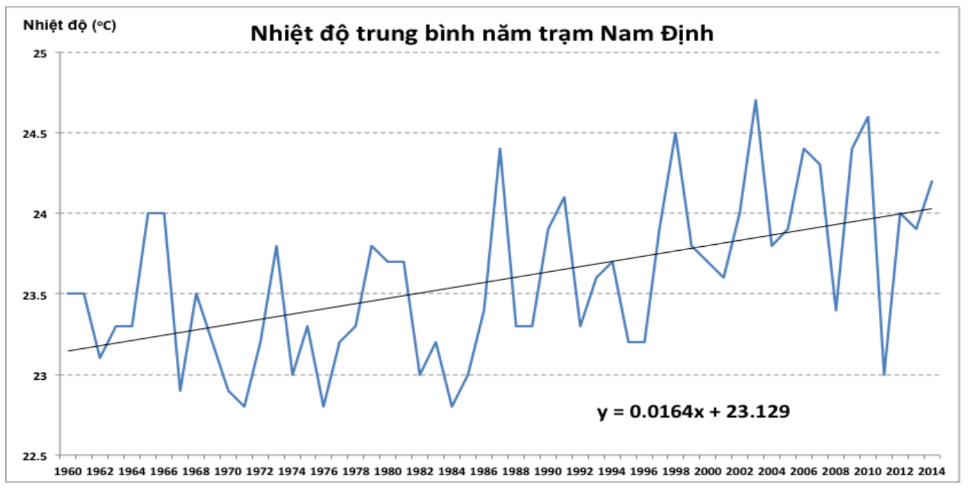 Nhiệt độ (ºC)
Nhiệt độ trung bình năm trạm Nam Định
25
24.5
24
23.5
23
22.5
y = 0.0164x + 23.129
1960 1962 1964 1966 1968 1970 1972 1974 1976 1978 1980 1982 1984 1986 1988 1990 1992 1994 1996 1998 2000 2002 2004 2006 2008 2010 2012 2014